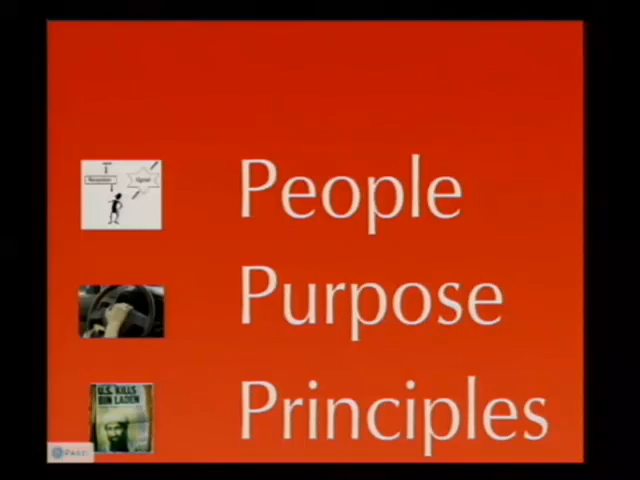 People
Purpose
U.S. KILLS
BIN LADEN
Principles